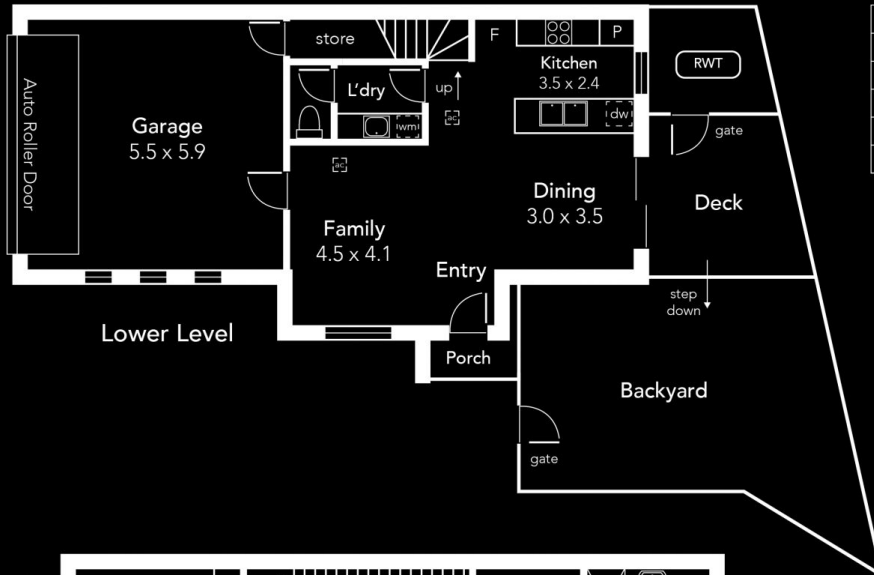 store
F
P
RWT
Kitchen
3.5 x 2.4
L'dry
up
ac
wm
dw
Auto Roller Door
Garage
5.5 x 5.9
gate
ac
Dining
3.0 x 3.5
Deck
Family
4.5 x 4.1
Entry
step
down
Lower Level
Porch
Backyard
gate